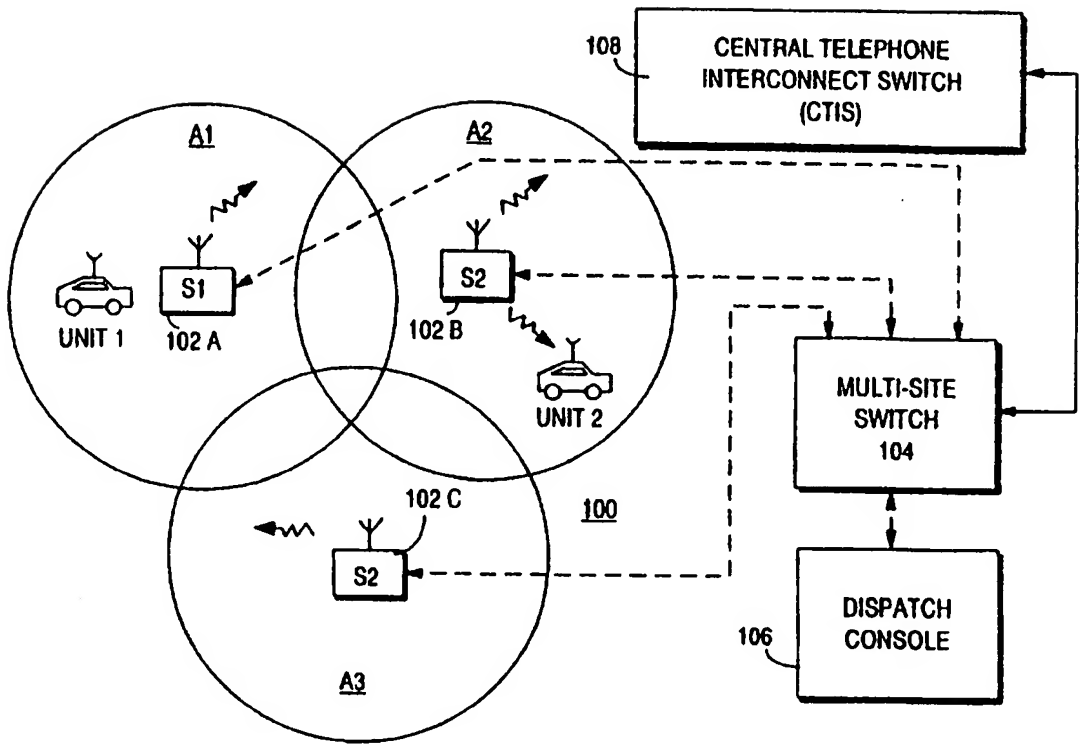 108
CENTRAL TELEPHONE
INTERCONNECT SWITCH
(CTIS)
A1
A2
S1
S2
UNIT 1
102 A
102 B
UNIT 2
MULTI-SITE
SWITCH
104
102 C
100
S2
DISPATCH
CONSOLE
106
A3